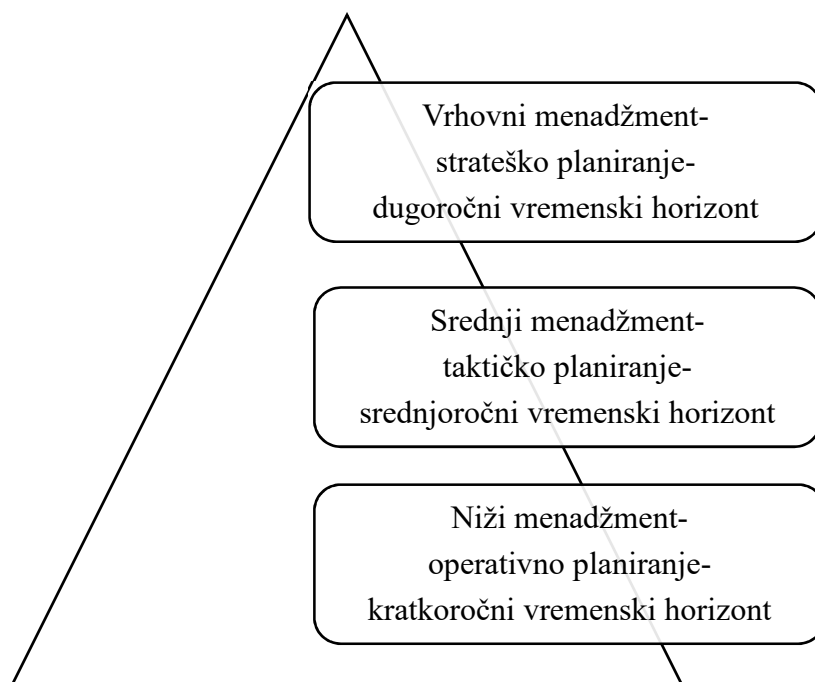 Vrhovni menadžment-
strateško planiranje-
dugoročni vremenski horizont
Srednji menadžment-
taktičko planiranje-
srednjoročni vremenski horizont
Niži menadžment-
operativno planiranje-
kratkoročni vremenski horizont